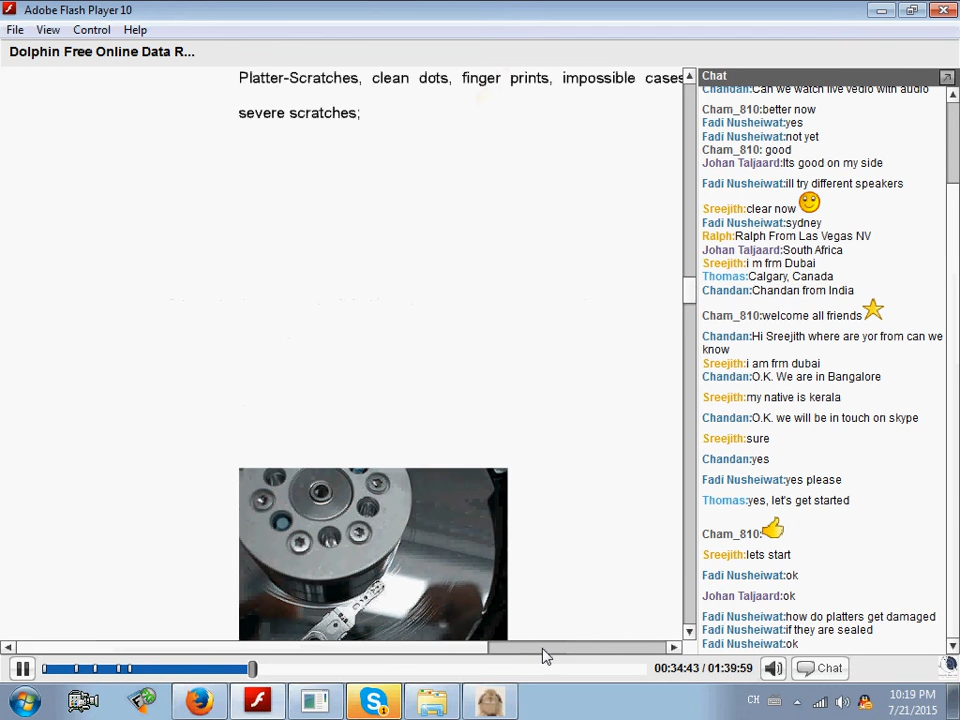 Adobe Flash Player 10
File View Control Help
Dolphin Free Online Data R...
Platter-Scratches, clean dots, finger prints, impossible cases
severe scratches;
Chat
Chandan:Can we watch live vedio with audio
Cham_810:better now
Fadi Nusheiwat:yes
Fadi Nusheiwat:not yet
Cham_810: good
Johan Taljaard:Its good on my side
Fadi Nusheiwat:ill try different speakers
Sreejith:clear now
Fadi Nusheiwat:sydney
Ralph:Ralph From Las Vegas NV
Johan Taljaard:South Africa
Sreejith:i m frm Dubai
Thomas:Calgary, Canada
Chandan:Chandan from India
Cham_810:welcome all friends
Chandan:Hi Sreejith where are yor from can we
know
Sreejith:i am frm dubai
Chandan:O.K. We are in Bangalore
Sreejith:my native is kerala
Chandan:O.K. we will be in touch on skype
Sreejith:sure
Chandan:yes
Fadi Nusheiwat:yes please
Thomas:yes, let's get started
Cham_810:
Sreejith:lets start
Fadi Nusheiwat:ok
Johan Taljaard:ok
Fadi Nusheiwat:how do platters get damaged
Fadi Nusheiwat:if they are sealed
Fadi Nusheiwat:ok
00:34:43 / 01:39:59
Chat
CH
10:19 PM
7/21/2015